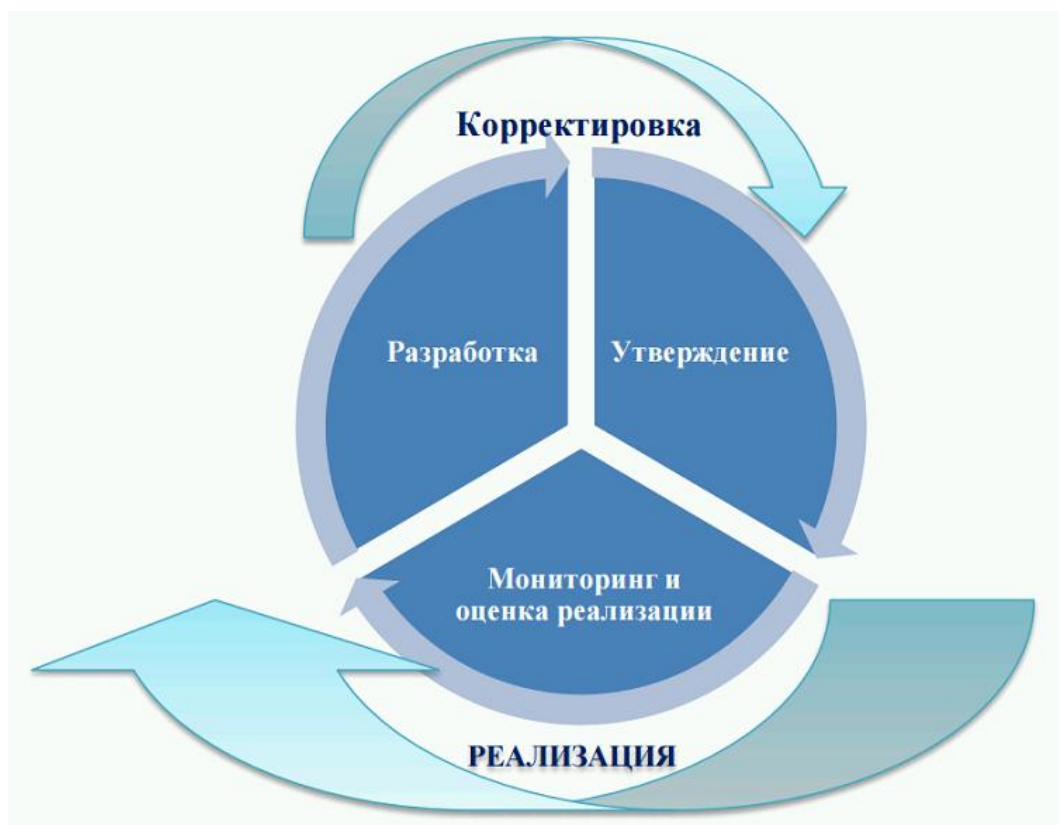 Корректировка
Разработка
Утверждение
Мониторинг и
оценка реализации
РЕАЛИЗАЦИЯ